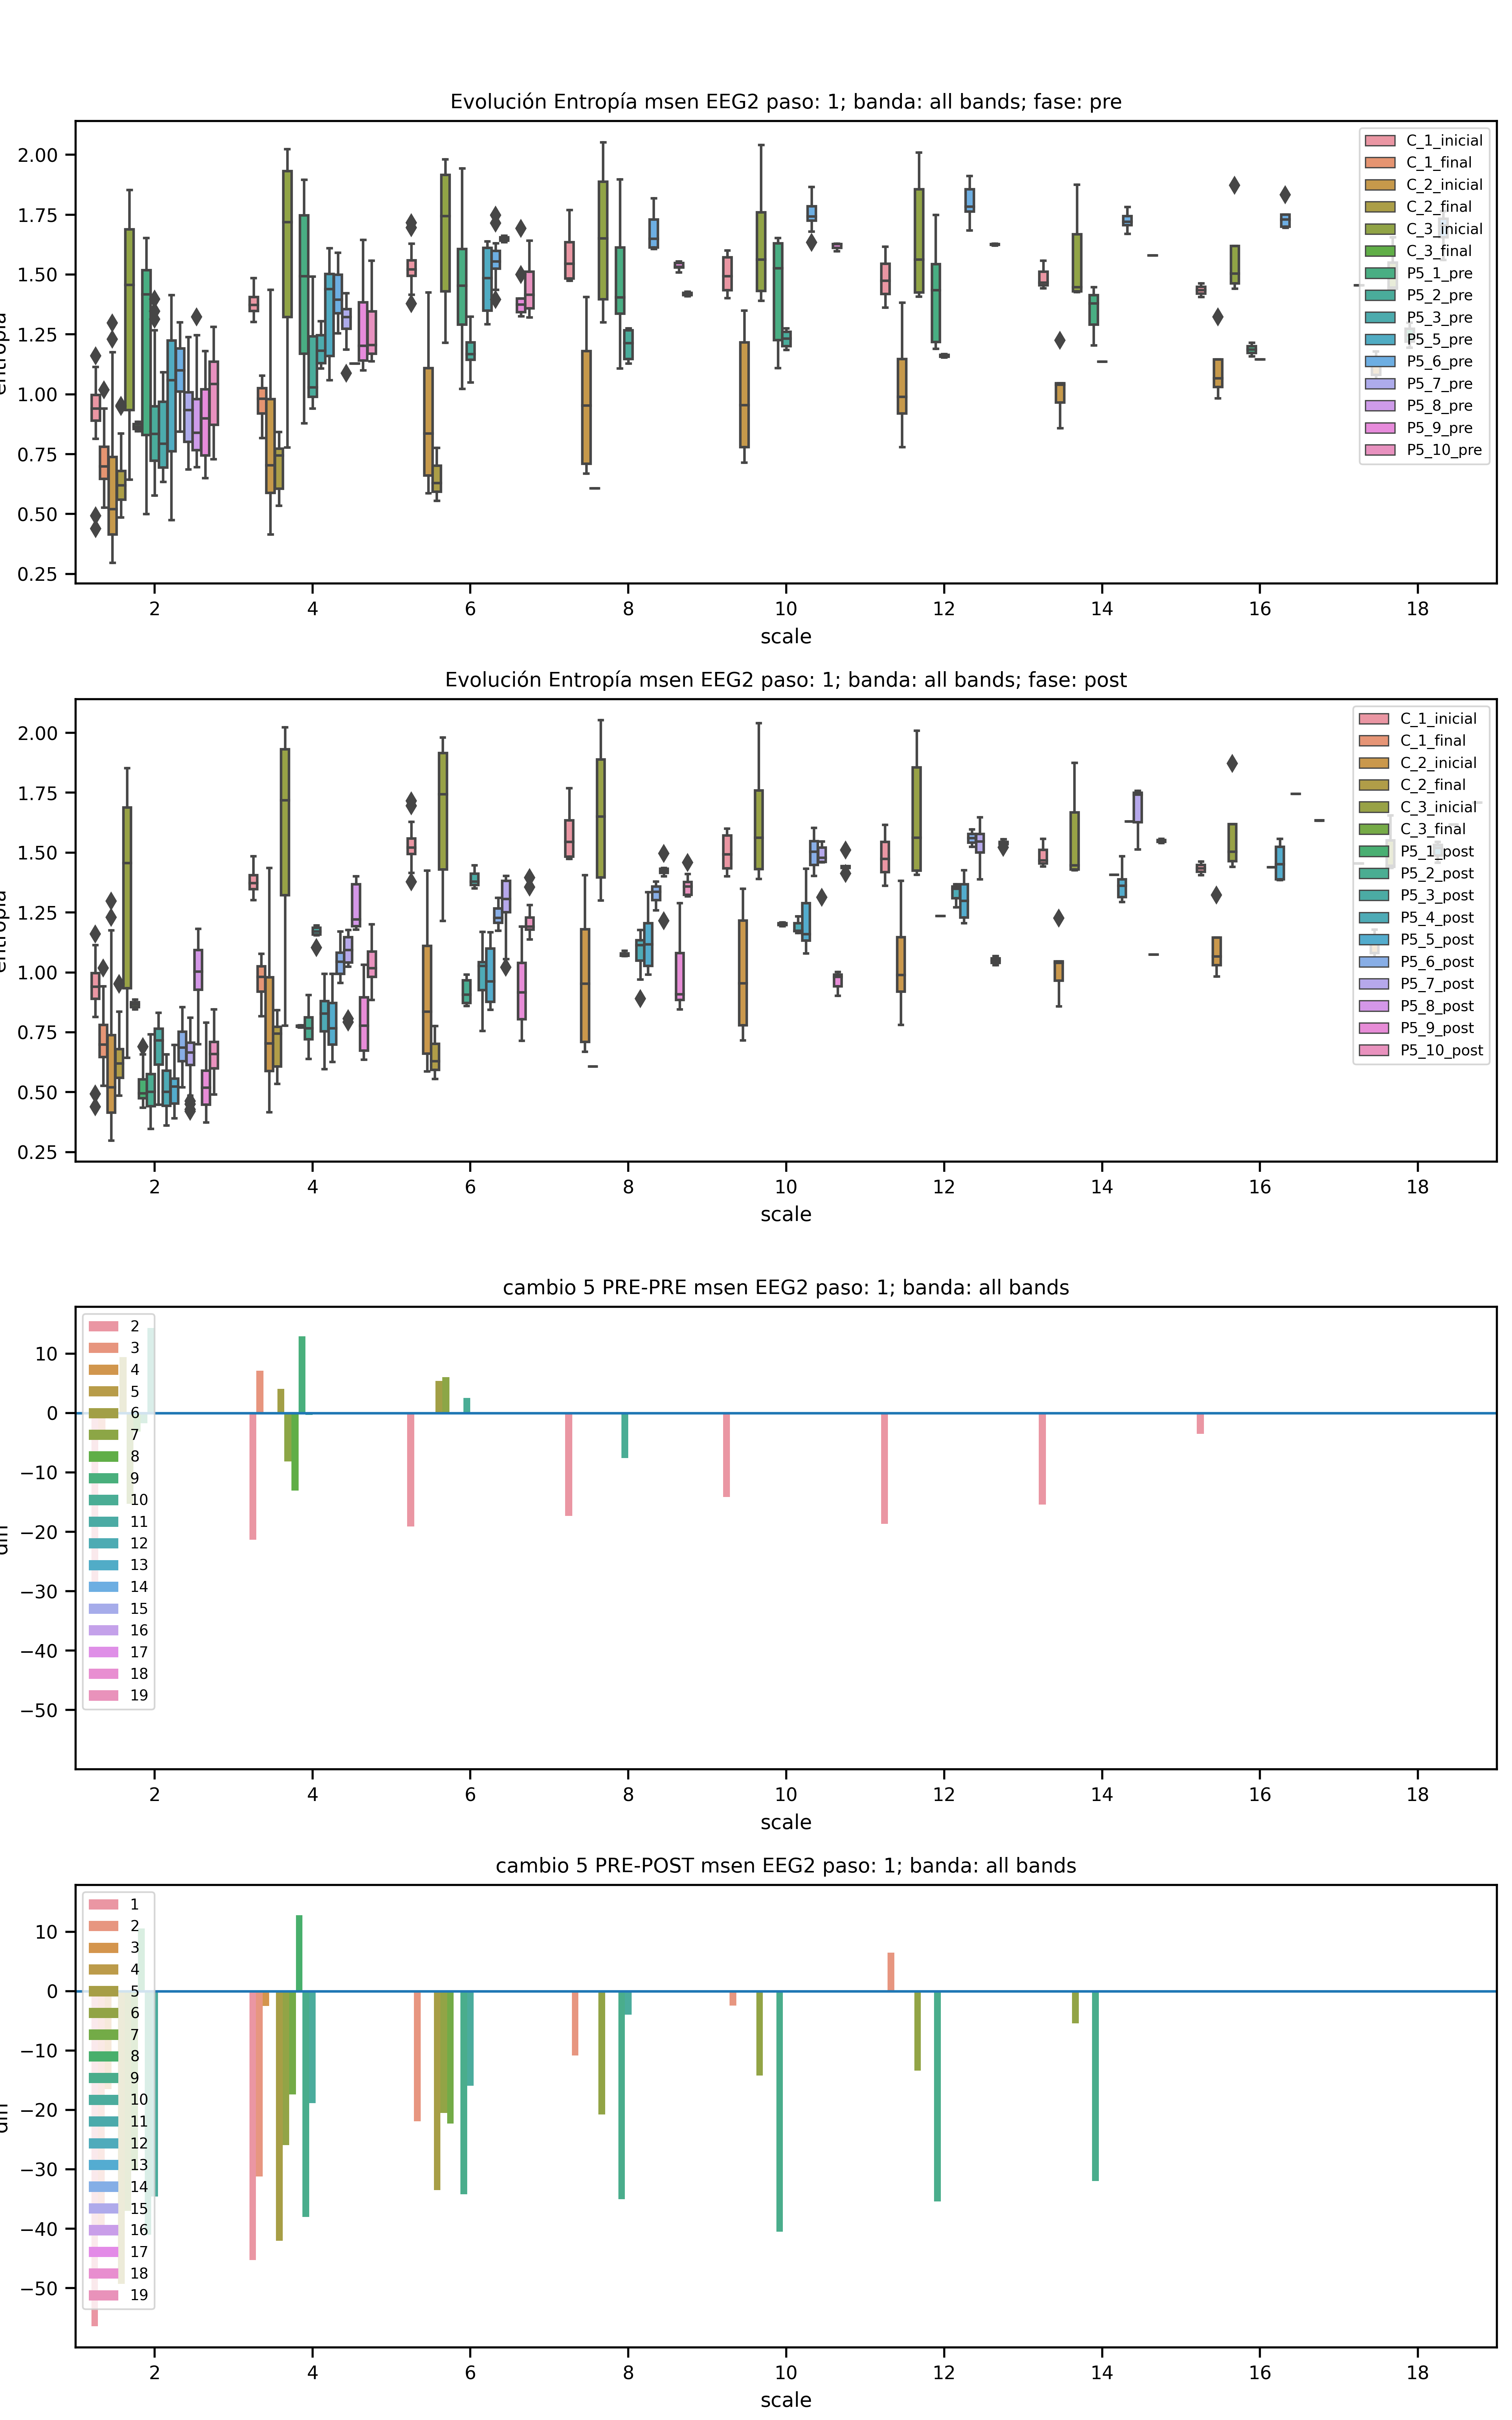 Evolución Entropía msen EEG2 paso: 1; banda: all bands; fase: pre
2.00
1.75
1.50
1.25
1.00
0.75
0.50
0.25
C_1_inicial
C_1_final
C_2_inicial
C_2_final
C_3_inicial
C_3_final
P5_1_pre
P5_2_pre
P5_3_pre
P5_5_pre
P5_6_pre
P5_7_pre
P5_8_pre
P5_9_pre
P5_10_pre
2 4 6 8 10 12 14 16 18
scale
Evolución Entropía msen EEG2 paso: 1; banda: all bands; fase: post
2.00
1.75
1.50
1.25
1.00
0.75
0.50
0.25
C_1_inicial
C_1_final
C_2_inicial
C_2_final
C_3_inicial
C_3_final
P5_1_post
P5_2_post
P5_3_post
P5_4_post
P5_5_post
P5_6_post
P5_7_post
P5_8_post
P5_9_post
P5_10_post
2 4 6 8 10 12 14 16 18
scale
cambio 5 PRE-PRE msen EEG2 paso: 1; banda: all bands
10
0
−10
−20
−30
−40
−50
2
3
4
5
6
7
8
9
10
11
12
13
14
15
16
17
18
19
2 4 6 8 10 12 14 16 18
scale
cambio 5 PRE-POST msen EEG2 paso: 1; banda: all bands
10
0
−10
−20
−30
−40
−50
1
2
3
4
5
6
7
8
9
10
11
12
13
14
15
16
17
18
19
2 4 6 8 10 12 14 16 18
scale